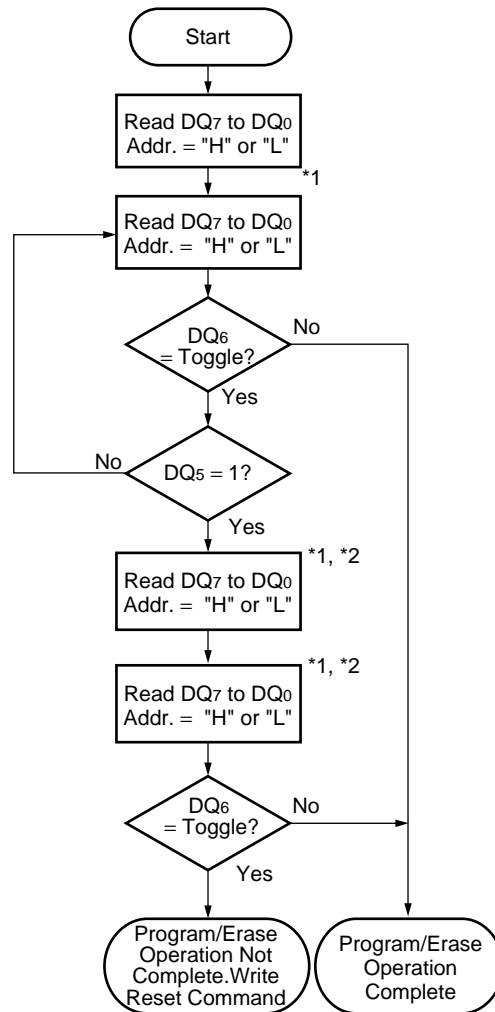 Start
Read DQ7 to DQ0
Addr. = "H" or "L"
*1
Read DQ7 to DQ0
Addr. =  "H" or "L"
DQ6
= Toggle?
No
Yes
DQ5 = 1?
No
Yes
*1, *2
Read DQ7 to DQ0
Addr. =  "H" or "L"
*1, *2
Read DQ7 to DQ0
Addr. =  "H" or "L"
DQ6
= Toggle?
No
Yes
Program/Erase
Operation Not
Complete.Write
Reset Command
Program/Erase
Operation
Complete